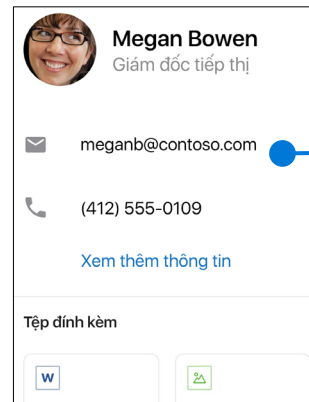 Megan Bowen
Giám đốc tiếp thị
meganb@contoso.com
(412) 555-0109
Xem thêm thông tin
Tệp đính kèm
W